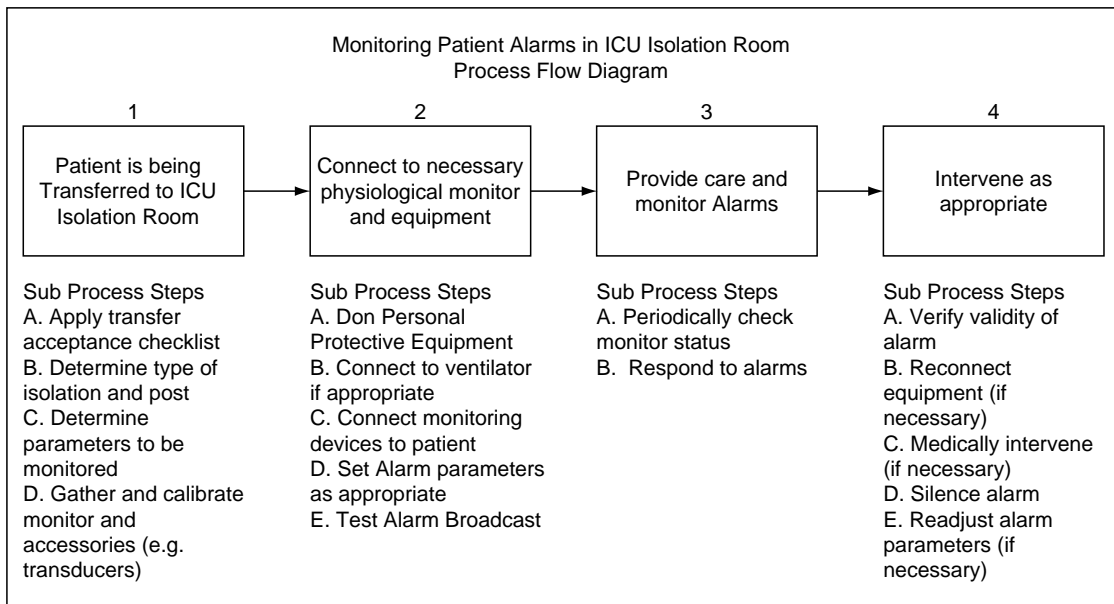 Monitoring Patient Alarms in ICU Isolation Room
Process Flow Diagram
1
Patient is being
Transferred to ICU
Isolation Room
Sub Process Steps
A. Apply transfer
acceptance checklist
B. Determine type of
isolation and post
C. Determine
parameters to be
monitored
D. Gather and calibrate
monitor and
accessories (e.g.
transducers)
2
Connect to necessary
physiological monitor
and equipment
Sub Process Steps
A. Don Personal
Protective Equipment
B. Connect to ventilator
if appropriate
C. Connect monitoring
devices to patient
D. Set Alarm parameters
as appropriate
E. Test Alarm Broadcast
3
Provide care and
monitor Alarms
Sub Process Steps
A. Periodically check
monitor status
B. Respond to alarms
4
Intervene as
appropriate
Sub Process Steps
A. Verify validity of
alarm
B. Reconnect
equipment (if
necessary)
C. Medically intervene
(if necessary)
D. Silence alarm
E. Readjust alarm
parameters (if
necessary)